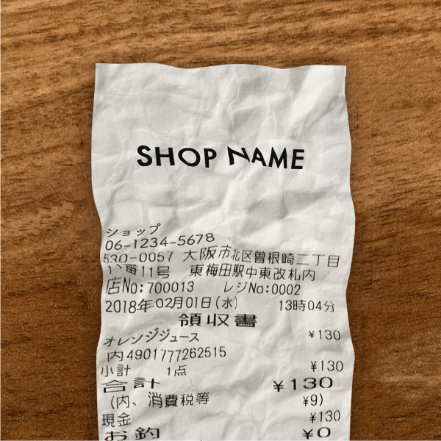 SHOP NAME
ショップ
06-1234-5678
530-0057 大阪市北区曽根崎二丁目
番11号 東梅田駅中東改札内
店No:700013 レジNo:0002
2018年02月01日(水) 13時04分
領収書
オレンジジュース ¥130
内4901777262515
小計 1点 ¥130
合計 ¥130
(内、消費税等 ¥9)
現金 ¥130
お釣 ¥0